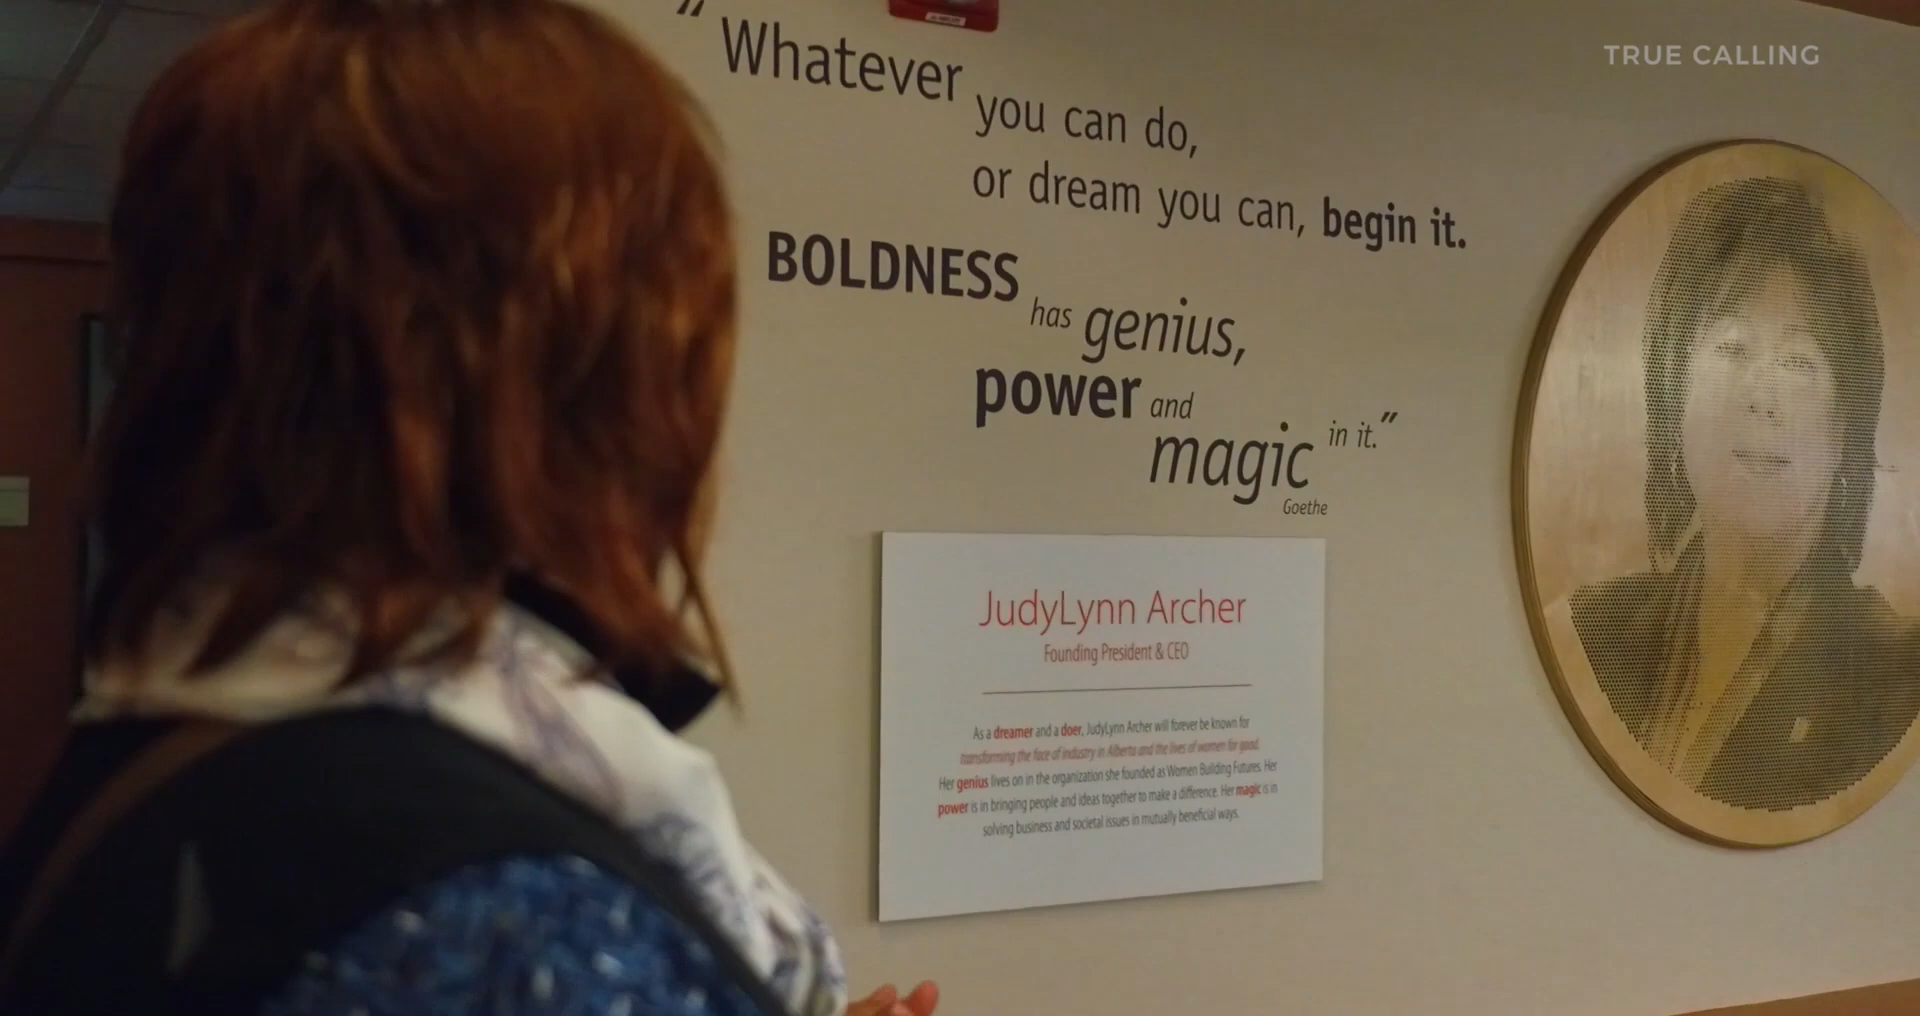 TRUE CALLING
"Whatever
you can do,
or dream you can, begin it.
BOLDNESS
has genius,
power and
magic in it."
Goethe
JudyLynn Archer
Founding President & CEO
As a dreamer and a doer, JudyLynn Archer will forever be known for
transforming the face of industry in Alberta and the lives of women for good.
Her genius lives on in the organization she founded as Women Building Futures. Her
power is in bringing people and ideas together to make a difference. Her magic is in
solving business and societal issues in mutually beneficial ways.